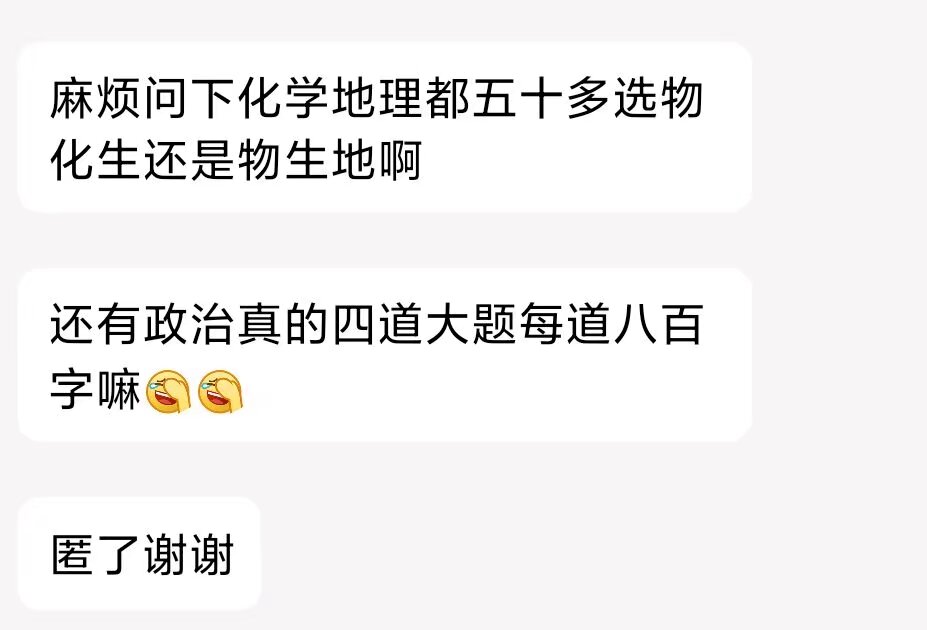 麻烦问下化学地理都五十多选物
化生还是物生地啊
还有政治真的四道大题每道八百
字嘛
匿了谢谢